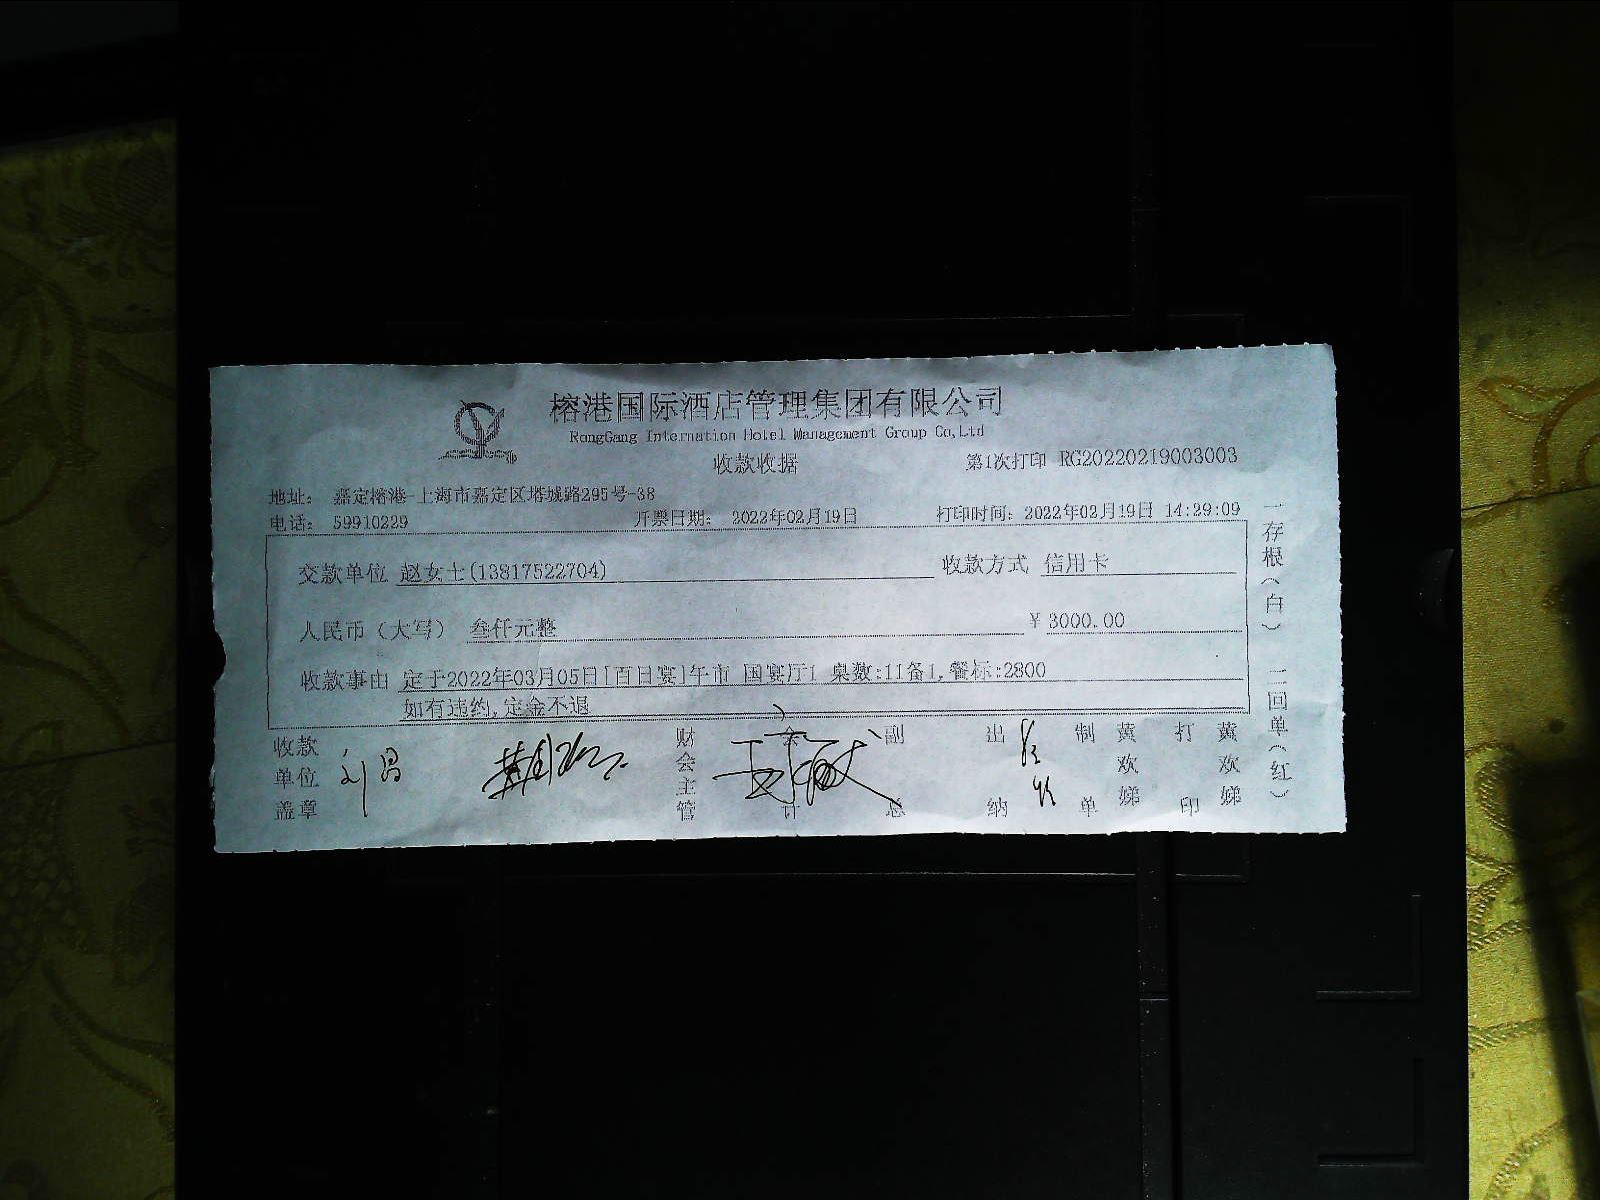 榕港国际酒店管理集团有限公司
RongGang Internation Hotel Management Group Co,Ltd
收款收据
第1次打印 RG20220219003003
地址: 嘉定榕港-上海市嘉定区塔城路295号-38
电话: 59910229 开票日期: 2022年02月19日 打印时间: 2022年02月19日 14:29:09
交款单位 赵女士(13817522704) 收款方式 信用卡
人民币（大写） 叁仟元整 ¥ 3000.00
收款事由 定于2022年03月05日[百日宴]午市 国宴厅1 桌数:11备1,餐标:2800
如有违约,定金不退
收款单位盖章 财会主管 会计 副总 出纳 制单 黄欢娣 打印 黄欢娣
一存根(白) 二回单(红)